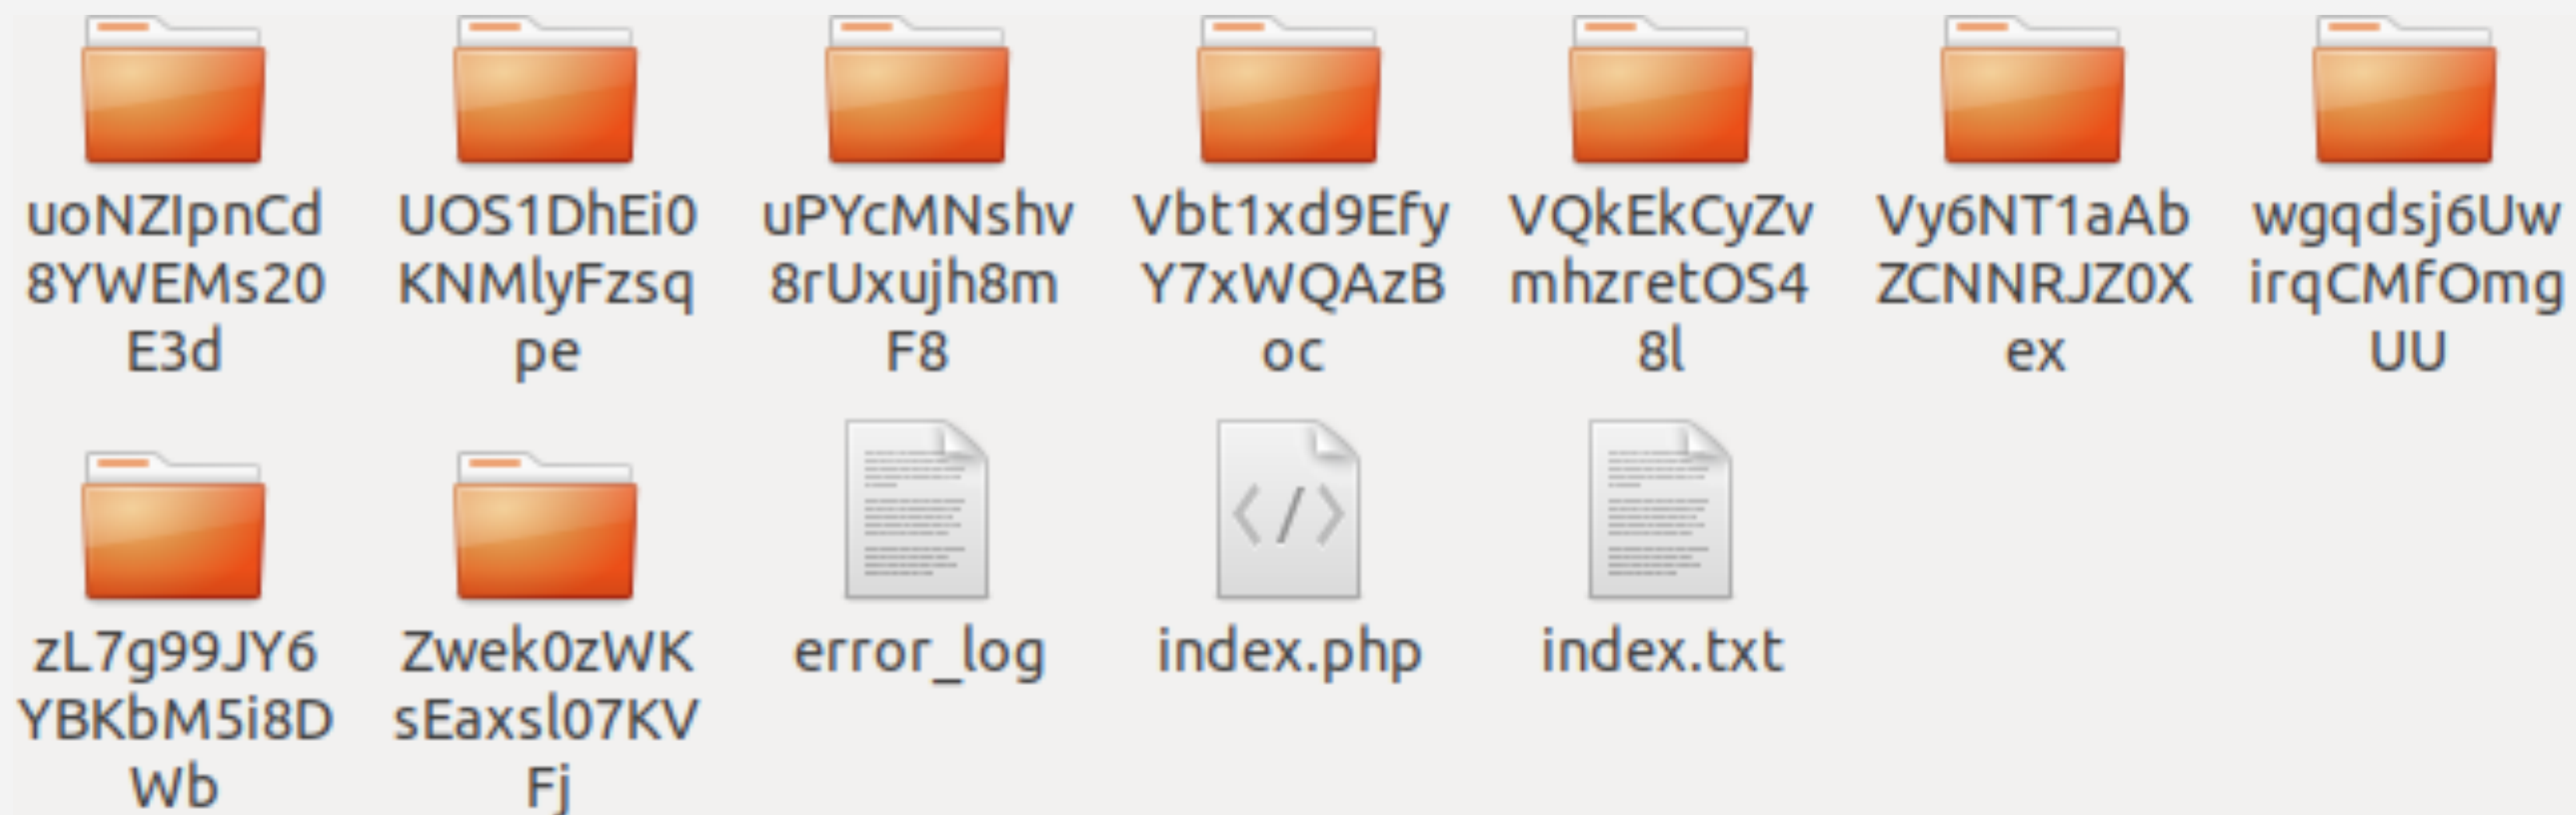 uoNZIpnCd
8YWEMs20
E3d
UOS1DhEi0
KNMlyFzsq
pe
uPYcMNshv
8rUxujh8m
F8
Vbt1xd9Efy
Y7xWQAzB
oc
VQkEkCyZv
mhzretOS4
8l
Vy6NT1aAb
ZCNNRJZ0X
ex
wgqdsj6Uw
irqCMfOmg
UU
zL7g99JY6
YBKbM5i8D
Wb
Zwek0zWK
sEaxsl07KV
Fj
error_log
index.php
index.txt